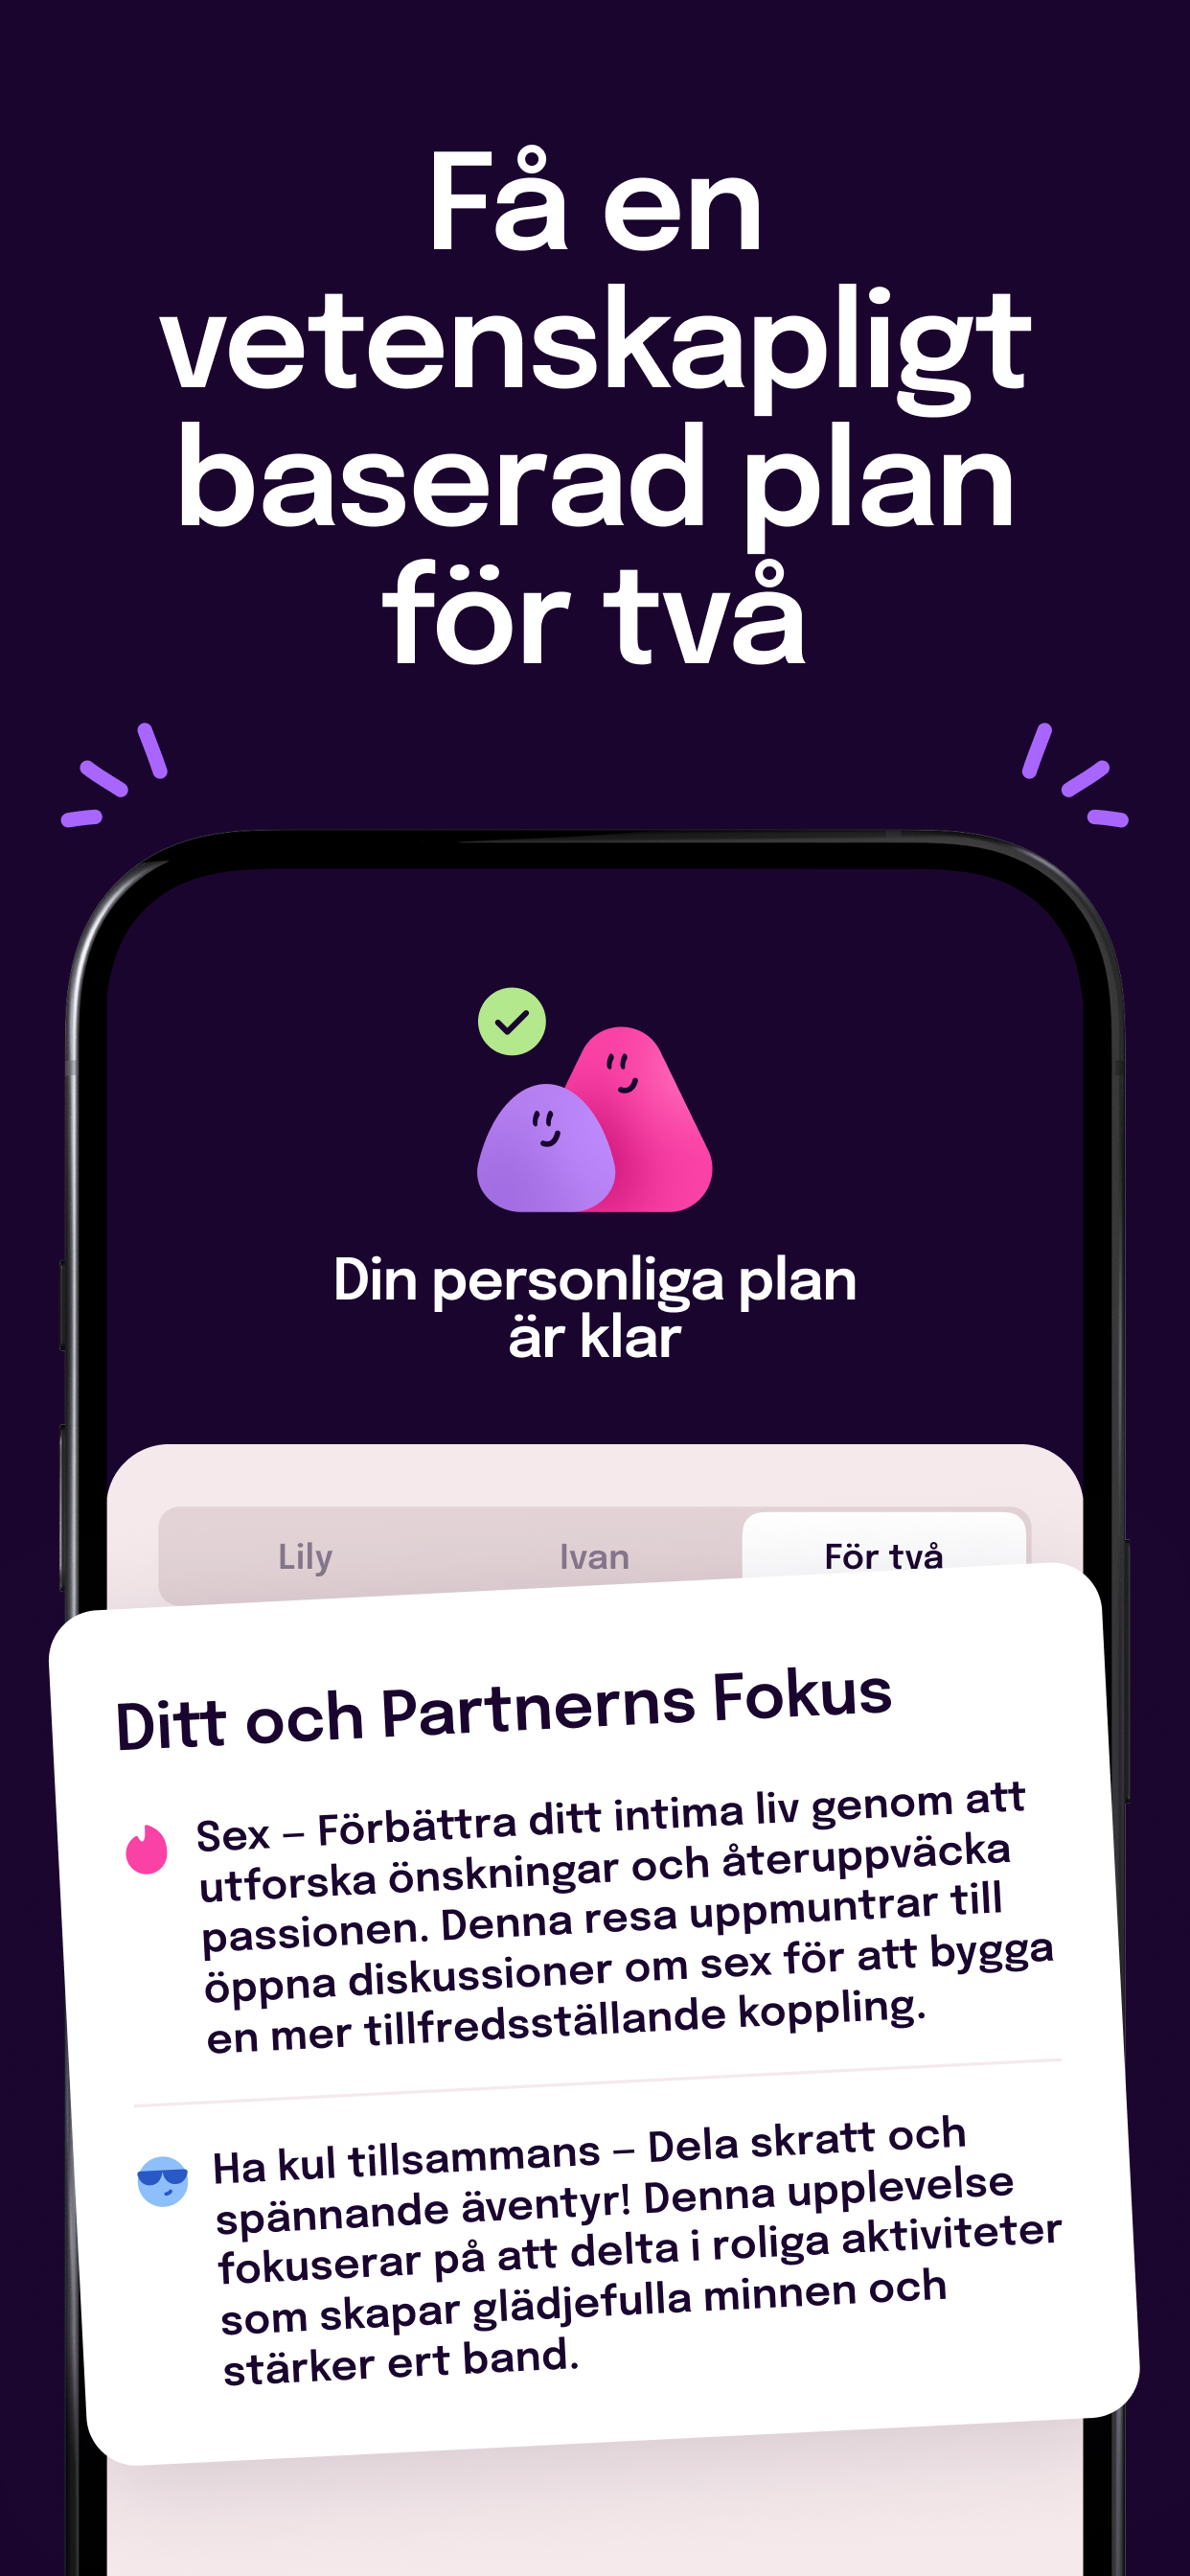 Få en
vetenskapligt
baserad plan
för två
Din personliga plan
är klar
Lily
Ivan
För två
Ditt och Partnerns Fokus
Sex – Förbättra ditt intima liv genom att
utforska önskningar och återuppväcka
passionen. Denna resa uppmuntrar till
öppna diskussioner om sex för att bygga
en mer tillfredsställande koppling.
Ha kul tillsammans – Dela skratt och
spännande äventyr! Denna upplevelse
fokuserar på att delta i roliga aktiviteter
som skapar glädjefulla minnen och
stärker ert band.